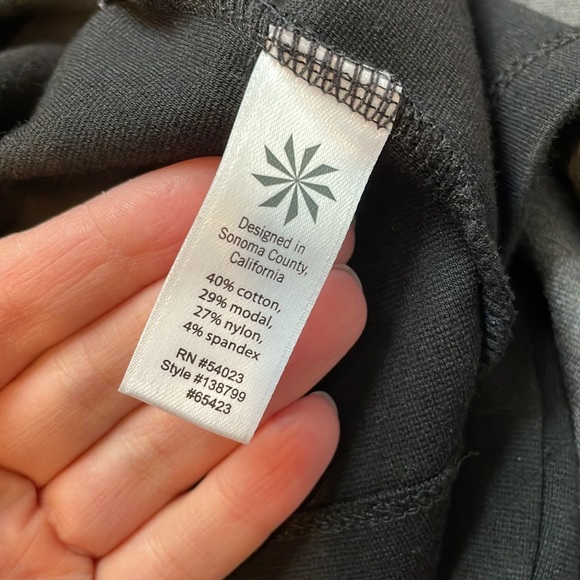 Designed in
Sonoma County,
California
40% cotton,
29% modal,
27% nylon,
4% spandex
RN #54023
Style #138799
#65423